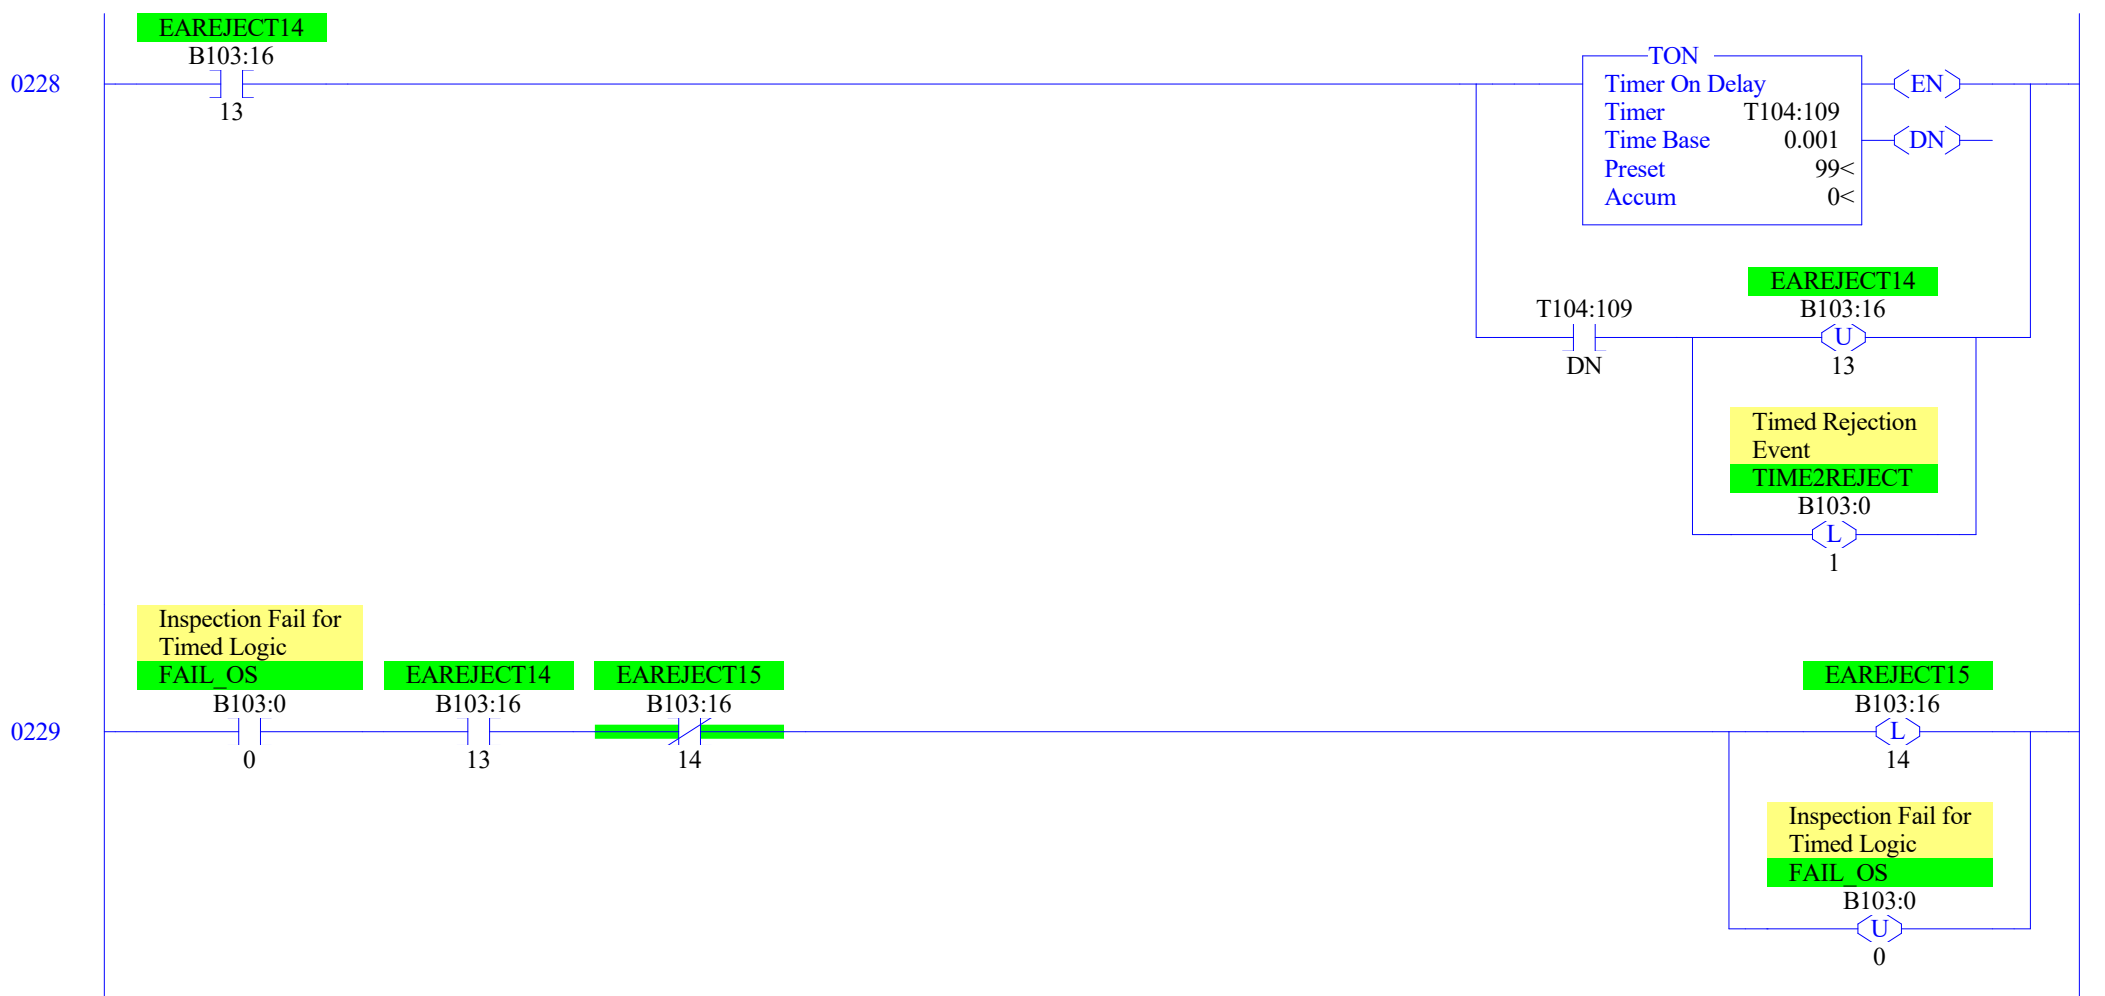 EAREJECT14
B103:16
0228
13
TON
Timer On Delay
Timer T104:109
Time Base 0.001
Preset 99<
Accum 0<
EN
DN
T104:109
DN
EAREJECT14
B103:16
U
13
Timed Rejection
Event
TIME2REJECT
B103:0
L
1
Inspection Fail for
Timed Logic
FAIL_OS
B103:0
0
EAREJECT14
B103:16
13
EAREJECT15
B103:16
14
0229
EAREJECT15
B103:16
L
14
Inspection Fail for
Timed Logic
FAIL_OS
B103:0
U
0